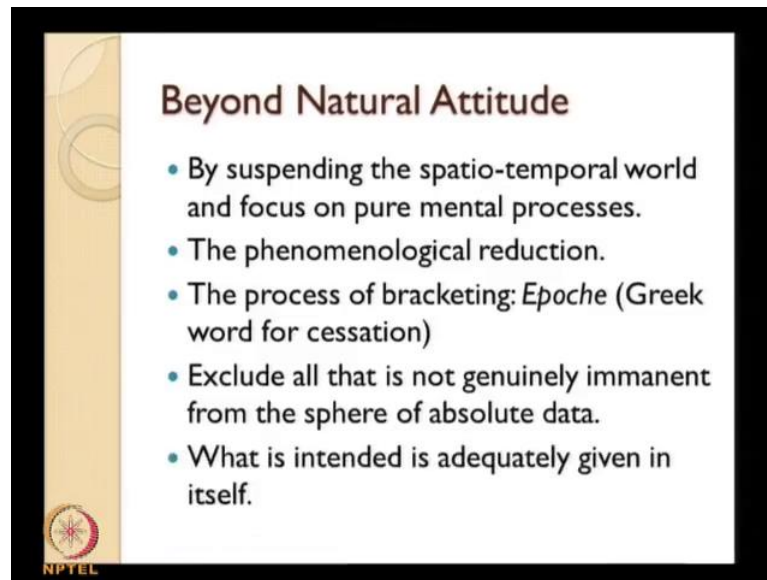 Beyond Natural Attitude
• By suspending the spatio-temporal world
and focus on pure mental processes.
• The phenomenological reduction.
• The process of bracketing: Epoche (Greek
word for cessation)
• Exclude all that is not genuinely immanent
from the sphere of absolute data.
• What is intended is adequately given in
itself.
NPTEL